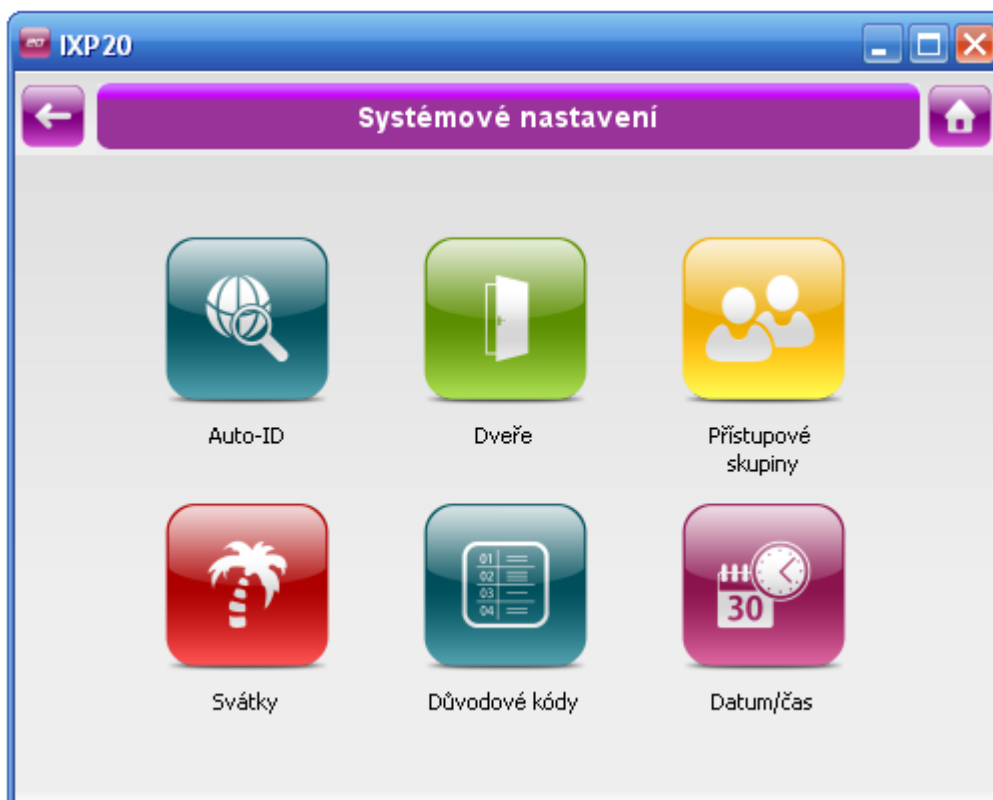 IXP20
Systémové nastavení
Auto-ID
Dveře
Přístupové
skupiny
01
02
03
04
30
Svátky
Důvodové kódy
Datum/čas